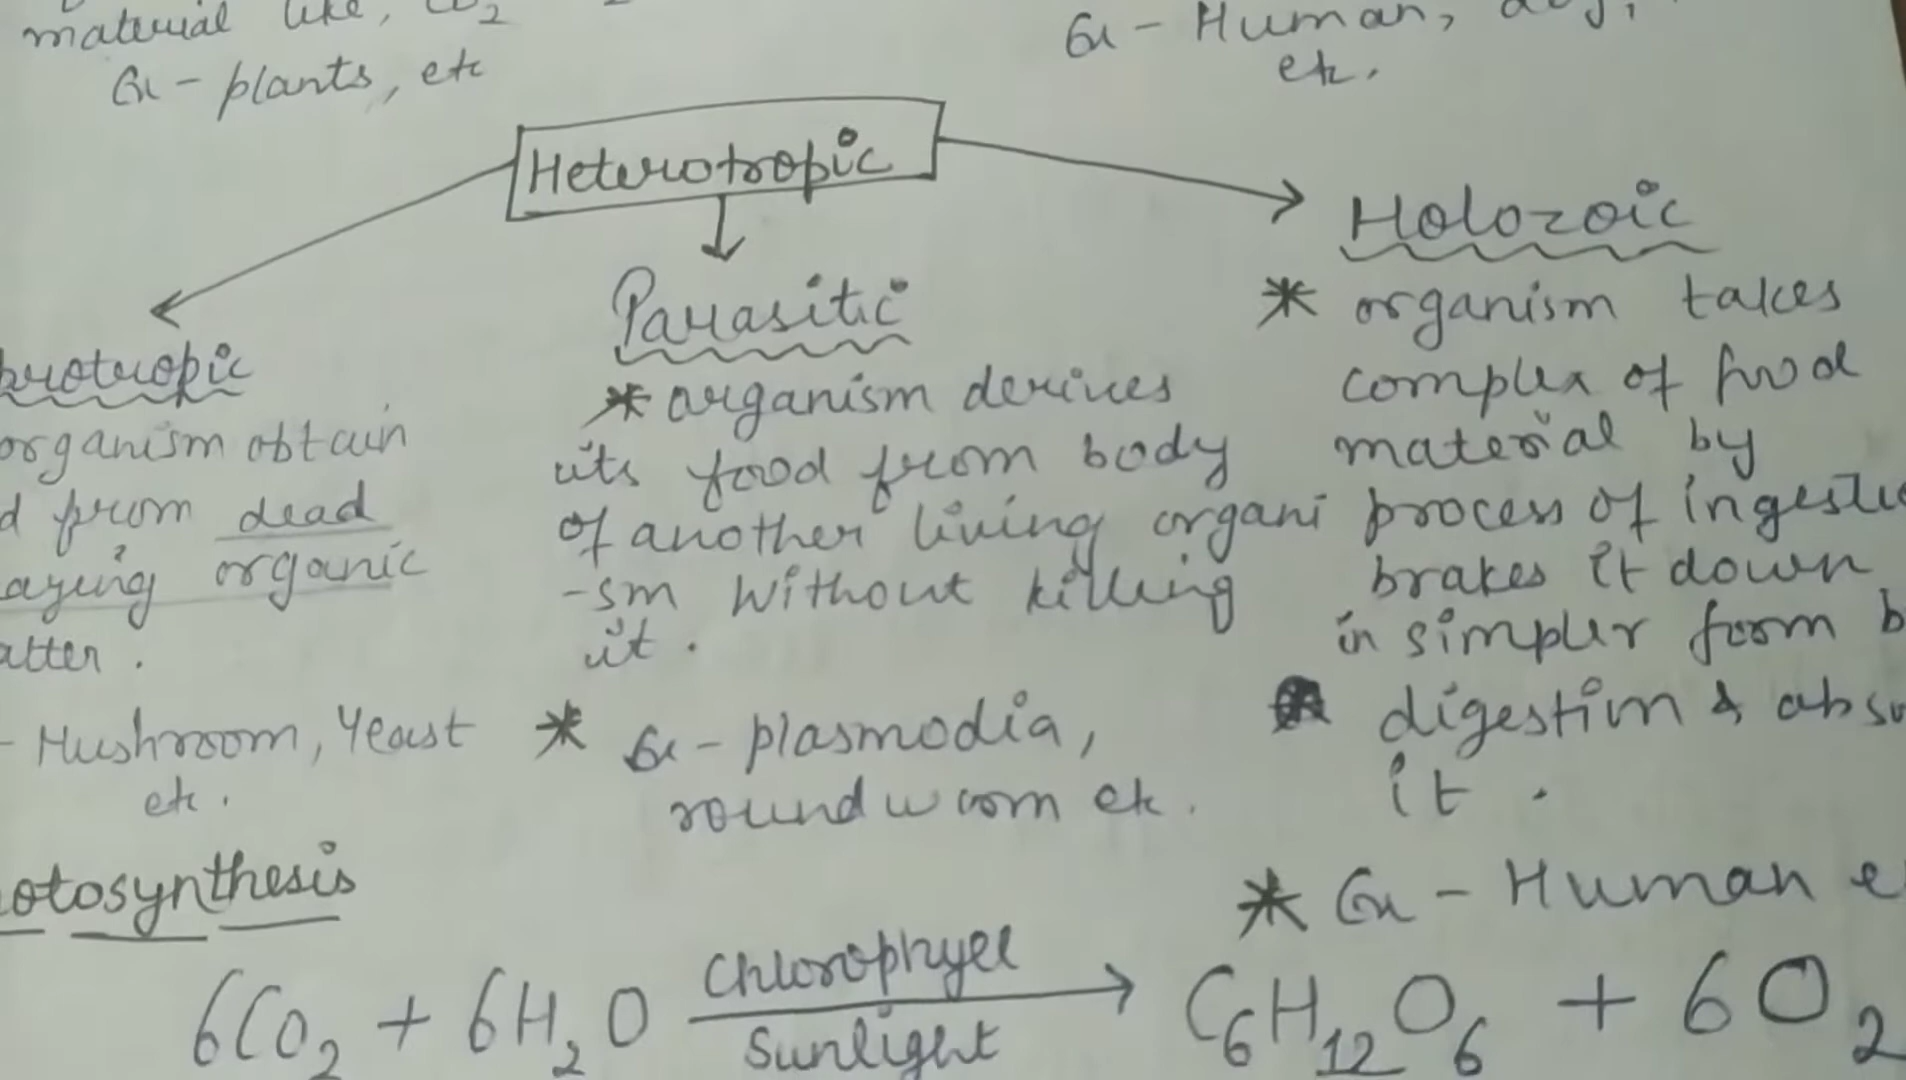 material like, CO2
Ex - plants, etc
Ex - Human,
etc.
Heterotropic
protropic
organism obtain
d from dead
aying organic
atter.
- Mushroom, Yeast
etc.
Parasitic
* organism derives
its food from body
of another living organi
-sm without killing
it.
* Ex - plasmodia,
roundworm etc.
Holozoic
* organism takes
complex of food
material by
process of ingestio
brakes it down
in simpler form b
digestion & abso
it.
* Ex - Human e
otosynthesis
6CO2 + 6H2O Chlorophyll Sunlight → C6H12O6 + 6O2